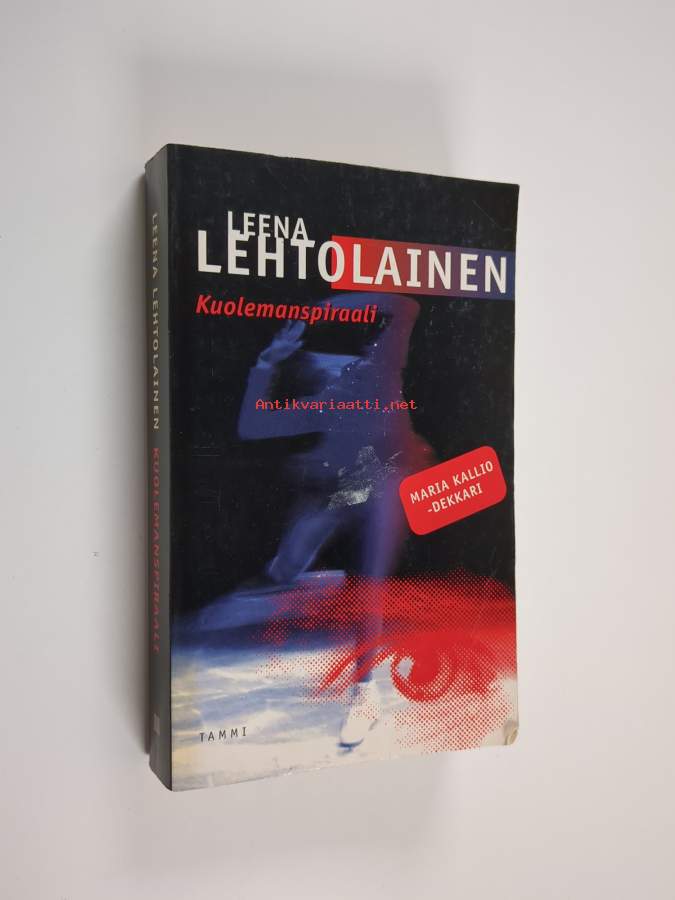 LEENA
LEHTOLAINEN
Kuolemanspiraali
Antikvariaatti.net
MARIA KALLIO
-DEKKARI
TAMMI
LEENA LEHTOLAINEN KUOLEMANSPIRAALI